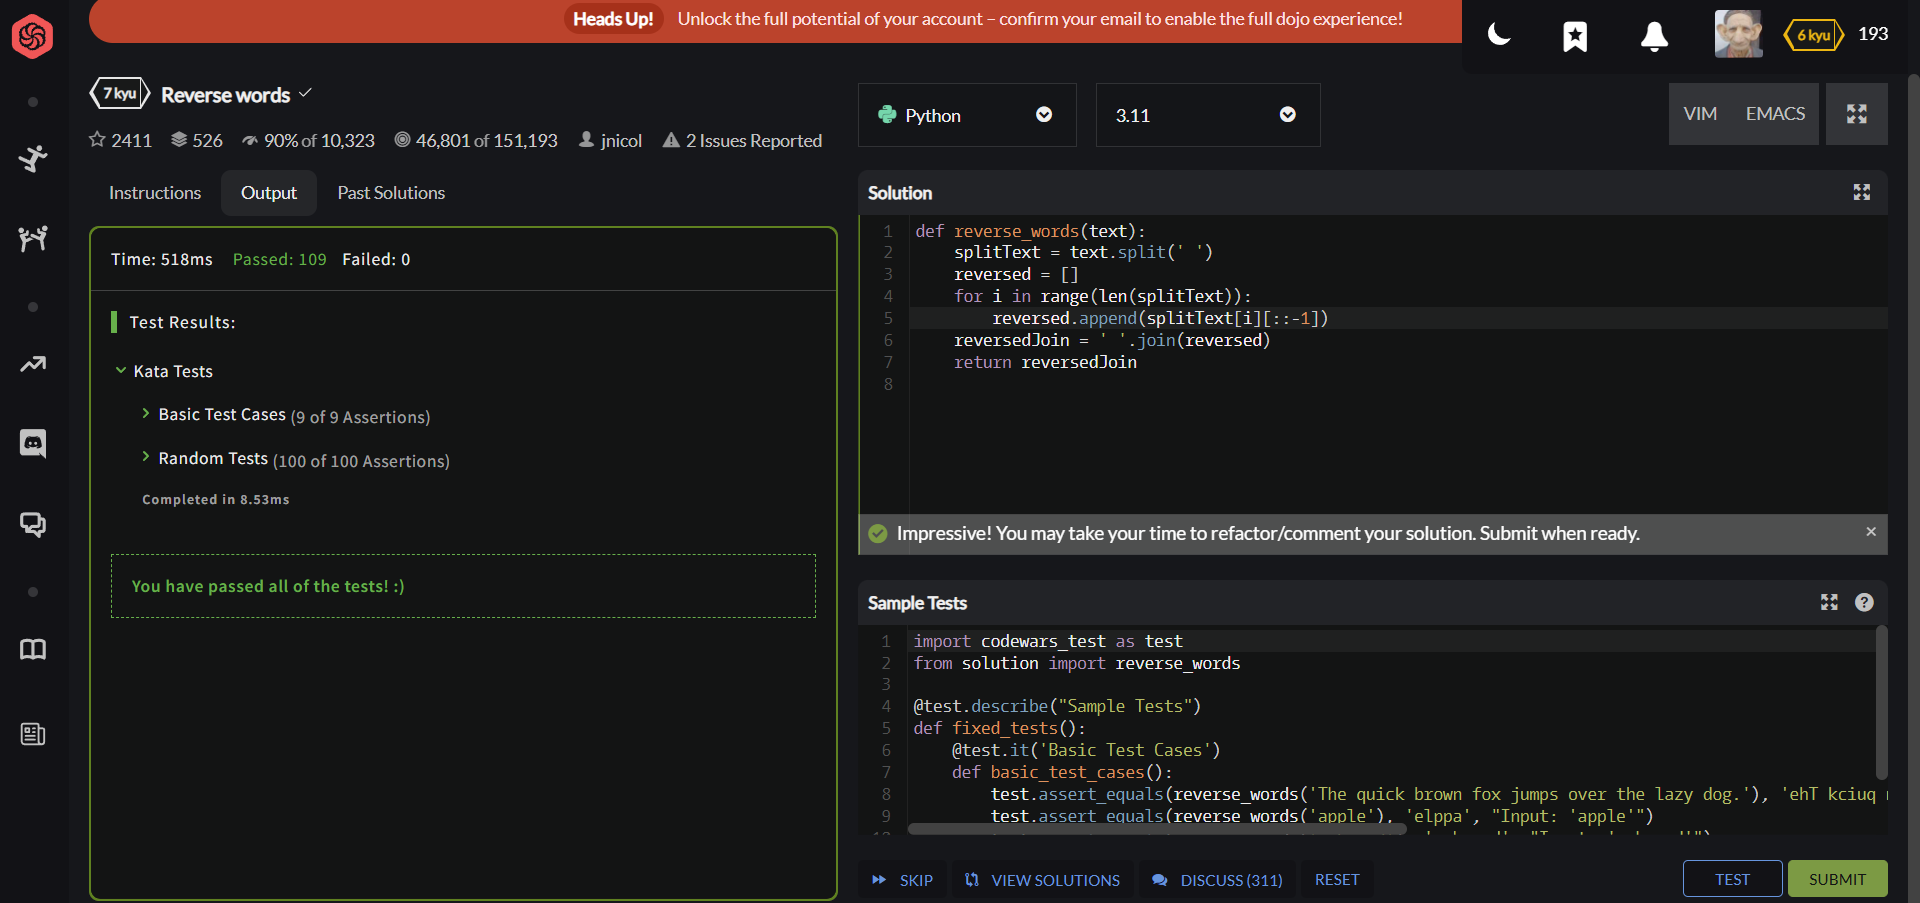 Heads Up! Unlock the full potential of your account – confirm your email to enable the full dojo experience!
6 kyu 193
7 kyu Reverse words
2411 526 90% of 10,323 46,801 of 151,193 jnicol 2 Issues Reported
Instructions Output Past Solutions
Time: 518ms Passed: 109 Failed: 0
Test Results:
Kata Tests
Basic Test Cases (9 of 9 Assertions)
Random Tests (100 of 100 Assertions)
Completed in 8.53ms
You have passed all of the tests! :)
Python 3.11 VIM EMACS
Solution
1 def reverse_words(text):
2 splitText = text.split(' ')
3 reversed = []
4 for i in range(len(splitText)):
5 reversed.append(splitText[i][::-1])
6 reversedJoin = ' '.join(reversed)
7 return reversedJoin
8
Impressive! You may take your time to refactor/comment your solution. Submit when ready.
Sample Tests
1 import codewars_test as test
2 from solution import reverse_words
3
4 @test.describe("Sample Tests")
5 def fixed_tests():
6 @test.it('Basic Test Cases')
7 def basic_test_cases():
8 test.assert_equals(reverse_words('The quick brown fox jumps over the lazy dog.'), 'ehT kciuq
9 test.assert_equals(reverse_words('apple'), 'elppa', "Input: 'apple'")
SKIP VIEW SOLUTIONS DISCUSS (311) RESET TEST SUBMIT